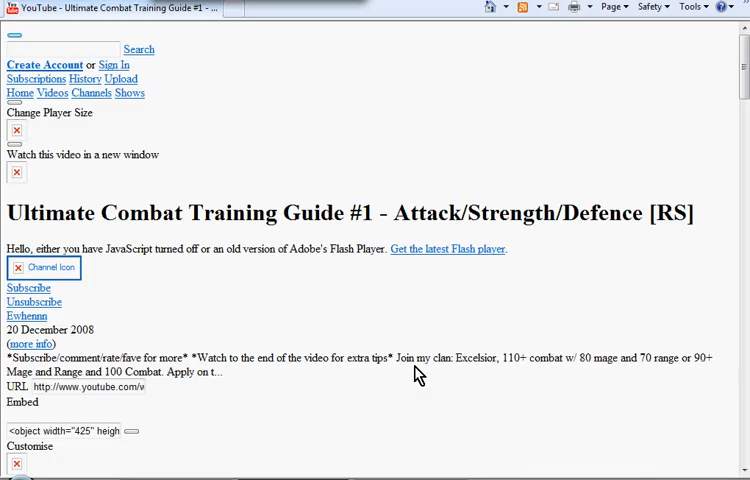 YouTube - Ultimate Combat Training Guide #1 - ...
Page Safety Tools
Search
Create Account or Sign In
Subscriptions History Upload
Home Videos Channels Shows
Change Player Size
Watch this video in a new window
Ultimate Combat Training Guide #1 - Attack/Strength/Defence [RS]
Hello, either you have JavaScript turned off or an old version of Adobe's Flash Player. Get the latest Flash player.
Channel Icon
Subscribe
Unsubscribe
Ewhennn
20 December 2008
(more info)
*Subscribe/comment/rate/fave for more* *Watch to the end of the video for extra tips* Join my clan: Excelsior, 110+ combat w/ 80 mage and 70 range or 90+
Mage and Range and 100 Combat. Apply on t...
URL http://www.youtube.com/w
Embed
<object width="425" heigh
Customise